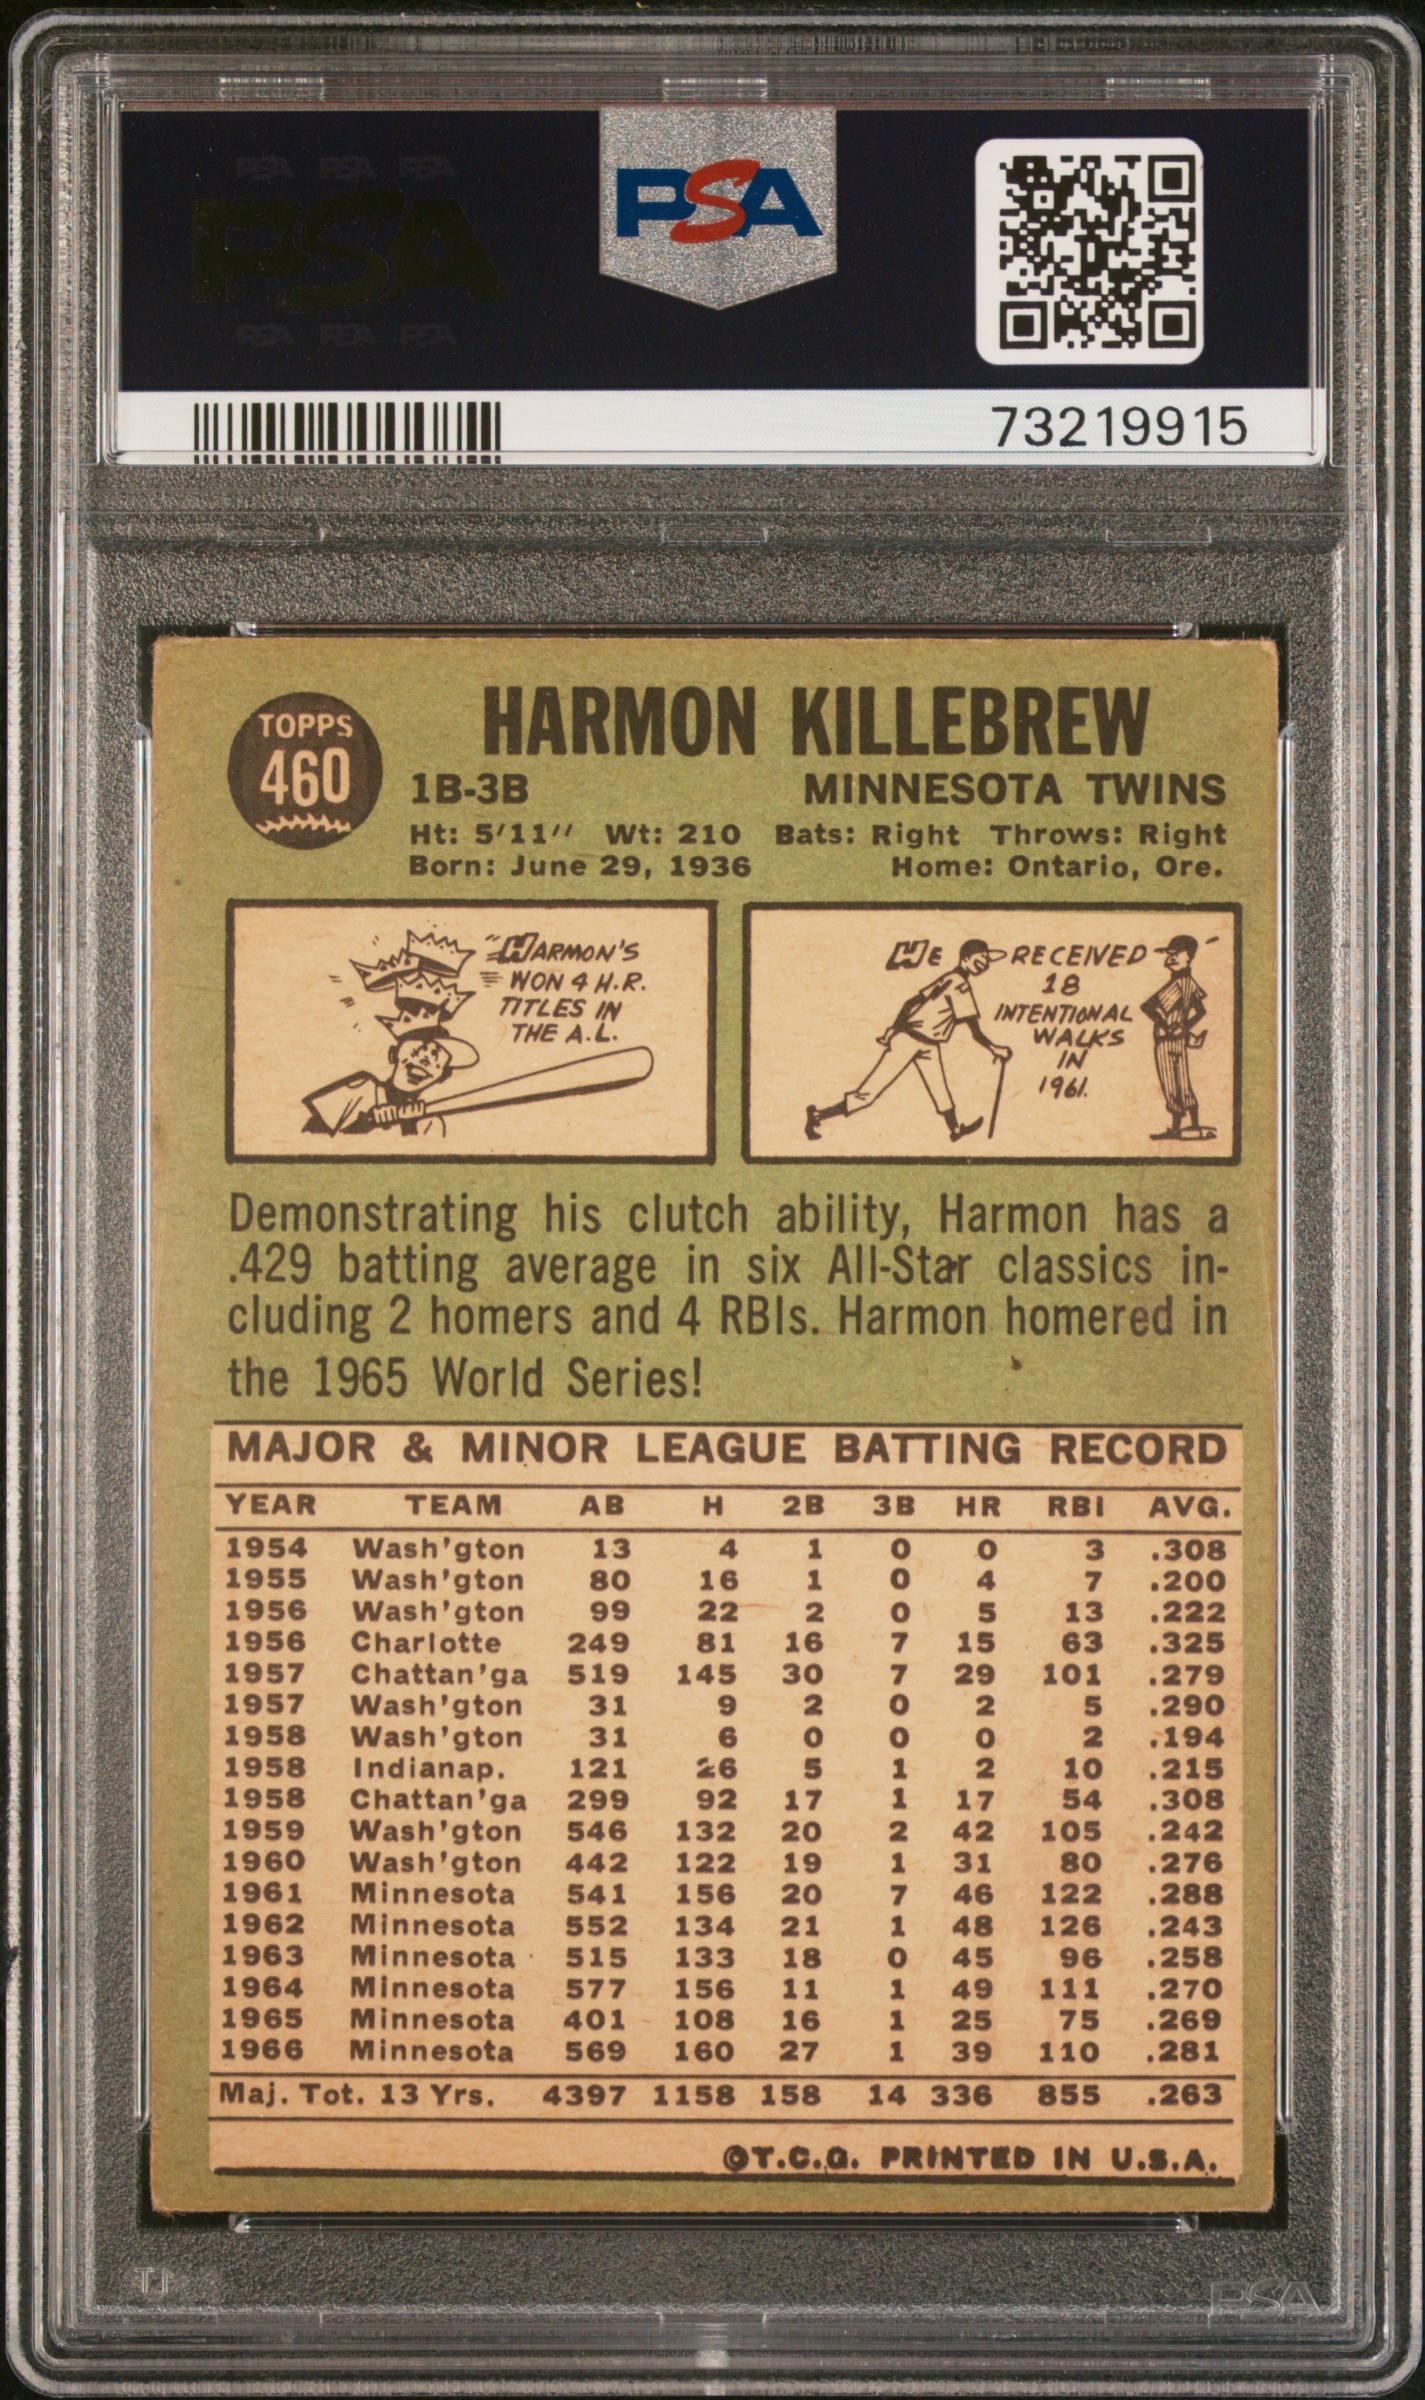 PSA PSA PSA
PSA
PSA PSA PSA
PSA
73219915
TOPPS
460
HARMON KILLEBREW
1B-3B MINNESOTA TWINS
Ht: 5'11" Wt: 210 Bats: Right Throws: Right
Born: June 29, 1936 Home: Ontario, Ore.
HARMON'S
WON 4 H.R.
TITLES IN
THE A.L.
HE RECEIVED
18
INTENTIONAL
WALKS
IN
1961.
Demonstrating his clutch ability, Harmon has a
.429 batting average in six All-Star classics in-
cluding 2 homers and 4 RBIs. Harmon homered in
the 1965 World Series!
MAJOR & MINOR LEAGUE BATTING RECORD
YEAR TEAM AB H 2B 3B HR RBI AVG.
1954 Wash'gton 13 4 1 0 0 3 .308
1955 Wash'gton 80 16 1 0 4 7 .200
1956 Wash'gton 99 22 2 0 5 13 .222
1956 Charlotte 249 81 16 7 15 63 .325
1957 Chattan'ga 519 145 30 7 29 101 .279
1957 Wash'gton 31 9 2 0 2 5 .290
1958 Wash'gton 31 6 0 0 0 2 .194
1958 Indianap. 121 26 5 1 2 10 .215
1958 Chattan'ga 299 92 17 1 17 54 .308
1959 Wash'gton 546 132 20 2 42 105 .242
1960 Wash'gton 442 122 19 1 31 80 .276
1961 Minnesota 541 156 20 7 46 122 .288
1962 Minnesota 552 134 21 1 48 126 .243
1963 Minnesota 515 133 18 0 45 96 .258
1964 Minnesota 577 156 11 1 49 111 .270
1965 Minnesota 401 108 16 1 25 75 .269
1966 Minnesota 569 160 27 1 39 110 .281
Maj. Tot. 13 Yrs. 4397 1158 158 14 336 855 .263
©T.C.G. PRINTED IN U.S.A.
PSA